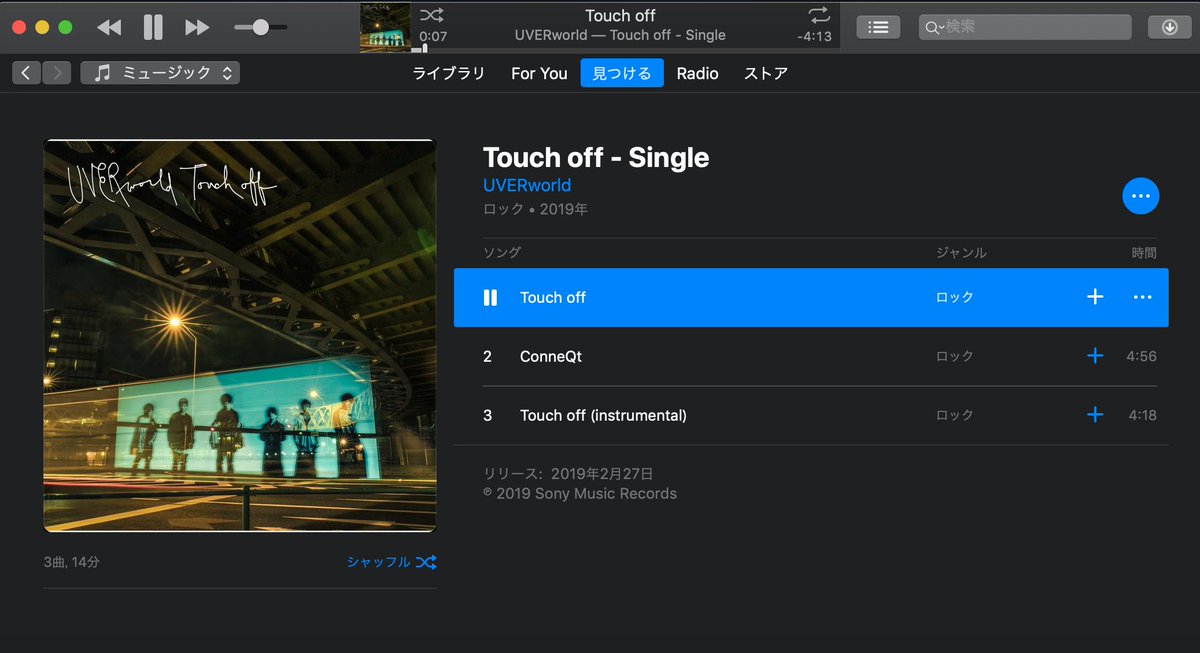 Touch off
0:07
UVERworld — Touch off - Single
-4:13
検索
ミュージック
ライブラリ For You 見つける Radio ストア
UVERworld Touch off
Touch off - Single
UVERworld
ロック • 2019年
ソング ジャンル 時間
Touch off ロック
2 ConneQt ロック 4:56
3 Touch off (instrumental) ロック 4:18
リリース: 2019年2月27日
℗ 2019 Sony Music Records
3曲, 14分 シャッフル